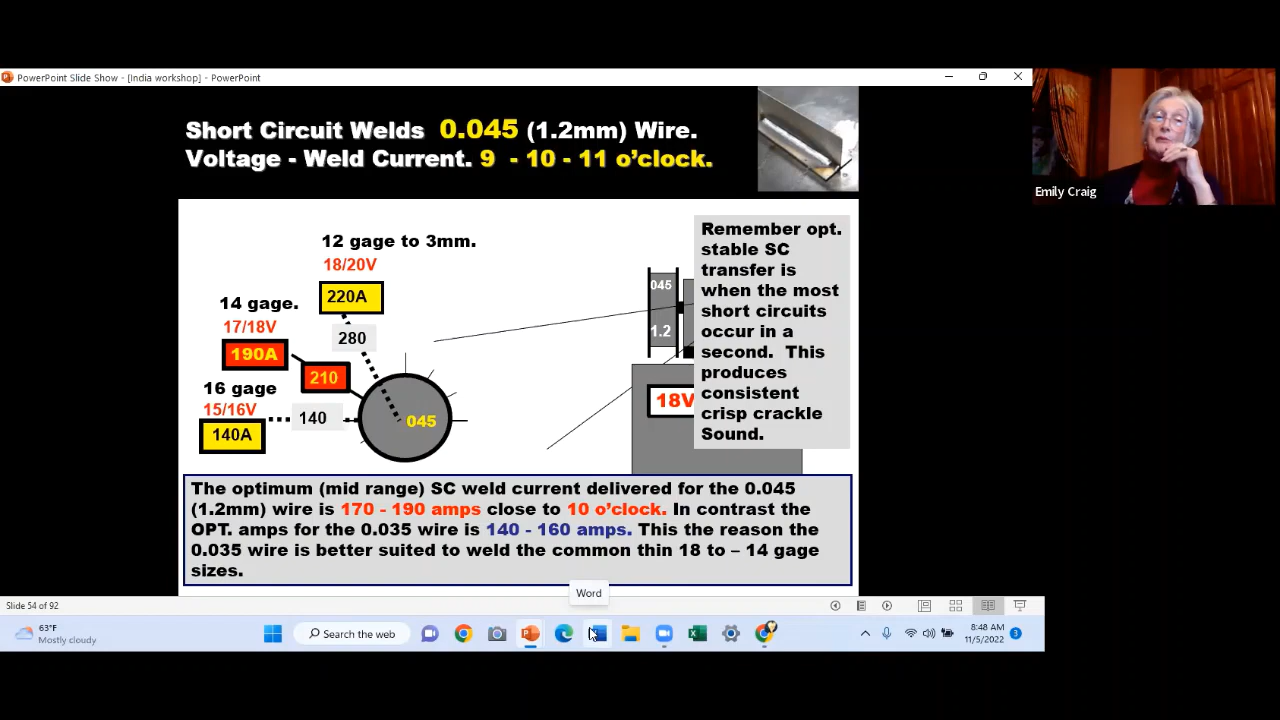 PowerPoint Slide Show - [India workshop] - PowerPoint
Short Circuit Welds 0.045 (1.2mm) Wire.
Voltage - Weld Current. 9 - 10 - 11 o'clock.
Emily Craig
12 gage to 3mm.
18/20V
220A
280
14 gage.
17/18V
190A
210
16 gage
15/16V
140A
140
045
045
1.2
18V
Remember opt.
stable SC
transfer is
when the most
short circuits
occur in a
second. This
produces
consistent
crisp crackle
Sound.
The optimum (mid range) SC weld current delivered for the 0.045
(1.2mm) wire is 170 - 190 amps close to 10 o'clock. In contrast the
OPT. amps for the 0.035 wire is 140 - 160 amps. This the reason the
0.035 wire is better suited to weld the common thin 18 to – 14 gage
sizes.
Word
Slide 54 of 92
63°F
Mostly cloudy
Search the web
8:48 AM
11/5/2022
3